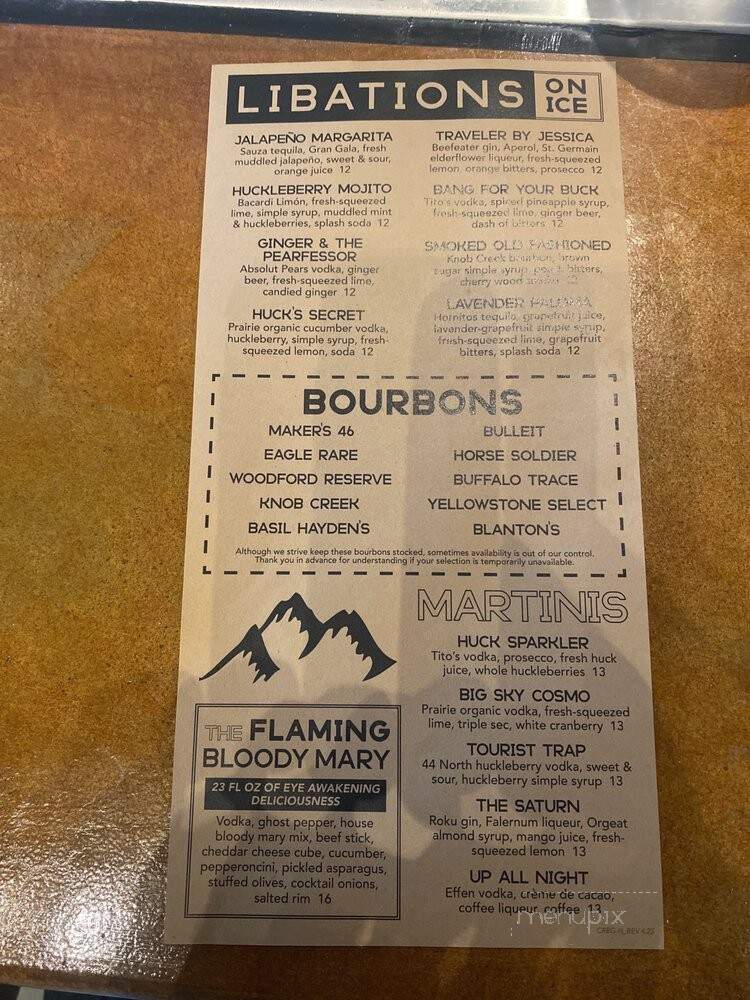 LIBATIONS ON ICE
JALAPEÑO MARGARITA
Sauza tequila, Gran Gala, fresh
muddled jalapeño, sweet & sour,
orange juice 12
HUCKLEBERRY MOJITO
Bacardi Limón, fresh-squeezed
lime, simple syrup, muddled mint
& huckleberries, splash soda 12
GINGER & THE
PEARFESSOR
Absolut Pears vodka, ginger
beer, fresh-squeezed lime,
candied ginger 12
HUCK'S SECRET
Prairie organic cucumber vodka,
huckleberry, simple syrup, fresh-
squeezed lemon, soda 12
TRAVELER BY JESSICA
Beefeater gin, Aperol, St. Germain
elderflower liqueur, fresh-squeezed
lemon, orange bitters, prosecco 12
BANG FOR YOUR BUCK
Tito's vodka, spiced pineapple syrup,
fresh-squeezed lime, ginger beer,
dash of bitters 12
SMOKED OLD FASHIONED
Knob Creek bourbon, brown
sugar simple syrup, bitters,
cherry wood
LAVENDER PALOMA
Hornitos tequila, grapefruit juice,
lavender-grapefruit simple syrup,
fresh-squeezed lime, grapefruit
bitters, splash soda 12
BOURBONS
MAKER'S 46
EAGLE RARE
WOODFORD RESERVE
KNOB CREEK
BASIL HAYDEN'S
BULLEIT
HORSE SOLDIER
BUFFALO TRACE
YELLOWSTONE SELECT
BLANTON'S
Although we strive keep these bourbons stocked, sometimes availability is out of our control.
Thank you in advance for understanding if your selection is temporarily unavailable.
THE FLAMING
BLOODY MARY
23 FL OZ OF EYE AWAKENING
DELICIOUSNESS
Vodka, ghost pepper, house
bloody mary mix, beef stick,
cheddar cheese cube, cucumber,
pepperoncini, pickled asparagus,
stuffed olives, cocktail onions,
salted rim 16
MARTINIS
HUCK SPARKLER
Tito's vodka, prosecco, fresh huck
juice, whole huckleberries 13
BIG SKY COSMO
Prairie organic vodka, fresh-squeezed
lime, triple sec, white cranberry 13
TOURIST TRAP
44 North huckleberry vodka, sweet &
sour, huckleberry simple syrup 13
THE SATURN
Roku gin, Falernum liqueur, Orgeat
almond syrup, mango juice, fresh-
squeezed lemon 13
UP ALL NIGHT
Effen vodka, crème de cacao,
coffee liqueur, coffee 13
menupix